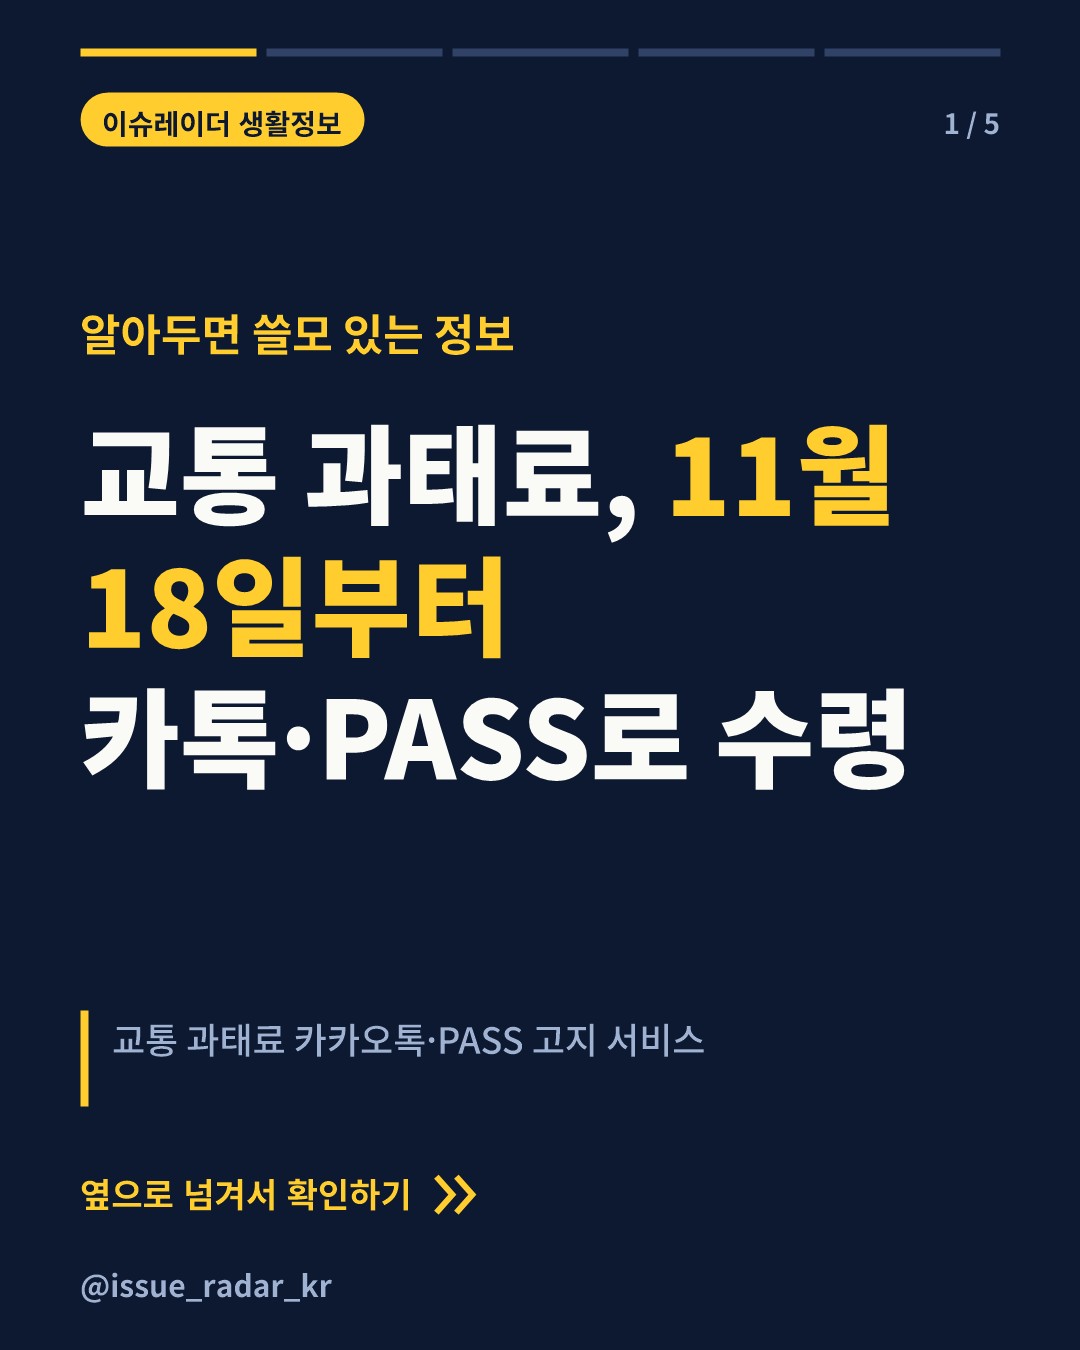 이슈레이더 생활정보
1 / 5
알아두면 쓸모 있는 정보
교통 과태료, 11월
18일부터
카톡·PASS로 수령
교통 과태료 카카오톡·PASS 고지 서비스
옆으로 넘겨서 확인하기
@issue_radar_kr